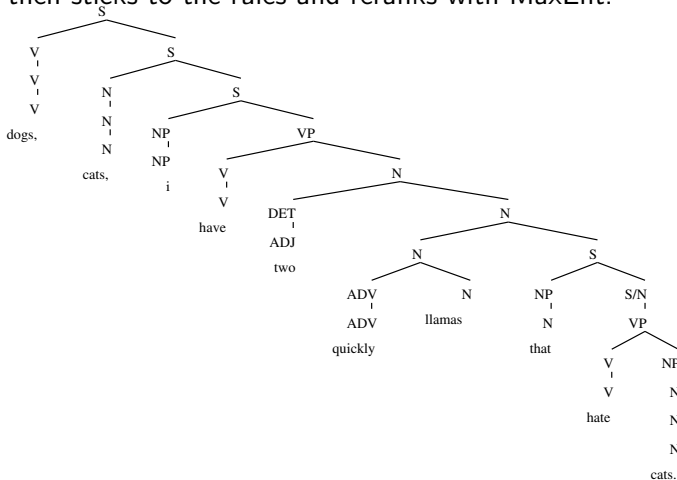 then sticks to the rules and reranks with MaxEnt.
S
V S
V
N S
V
N
NP VP
dogs,
N
NP
cats, V N
i
V
DET N
have
ADJ
N S
two
ADV N NP S/N
llamas
ADV N VP
quickly that
V NP
V N
hate N
N
cats.